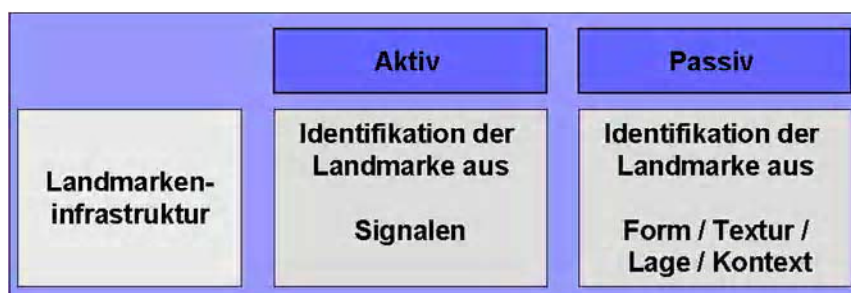 Aktiv
Passiv
Landmarken-
infrastruktur
Identifikation der
Landmarke aus
Signalen
Identifikation der
Landmarke aus
Form / Textur /
Lage / Kontext